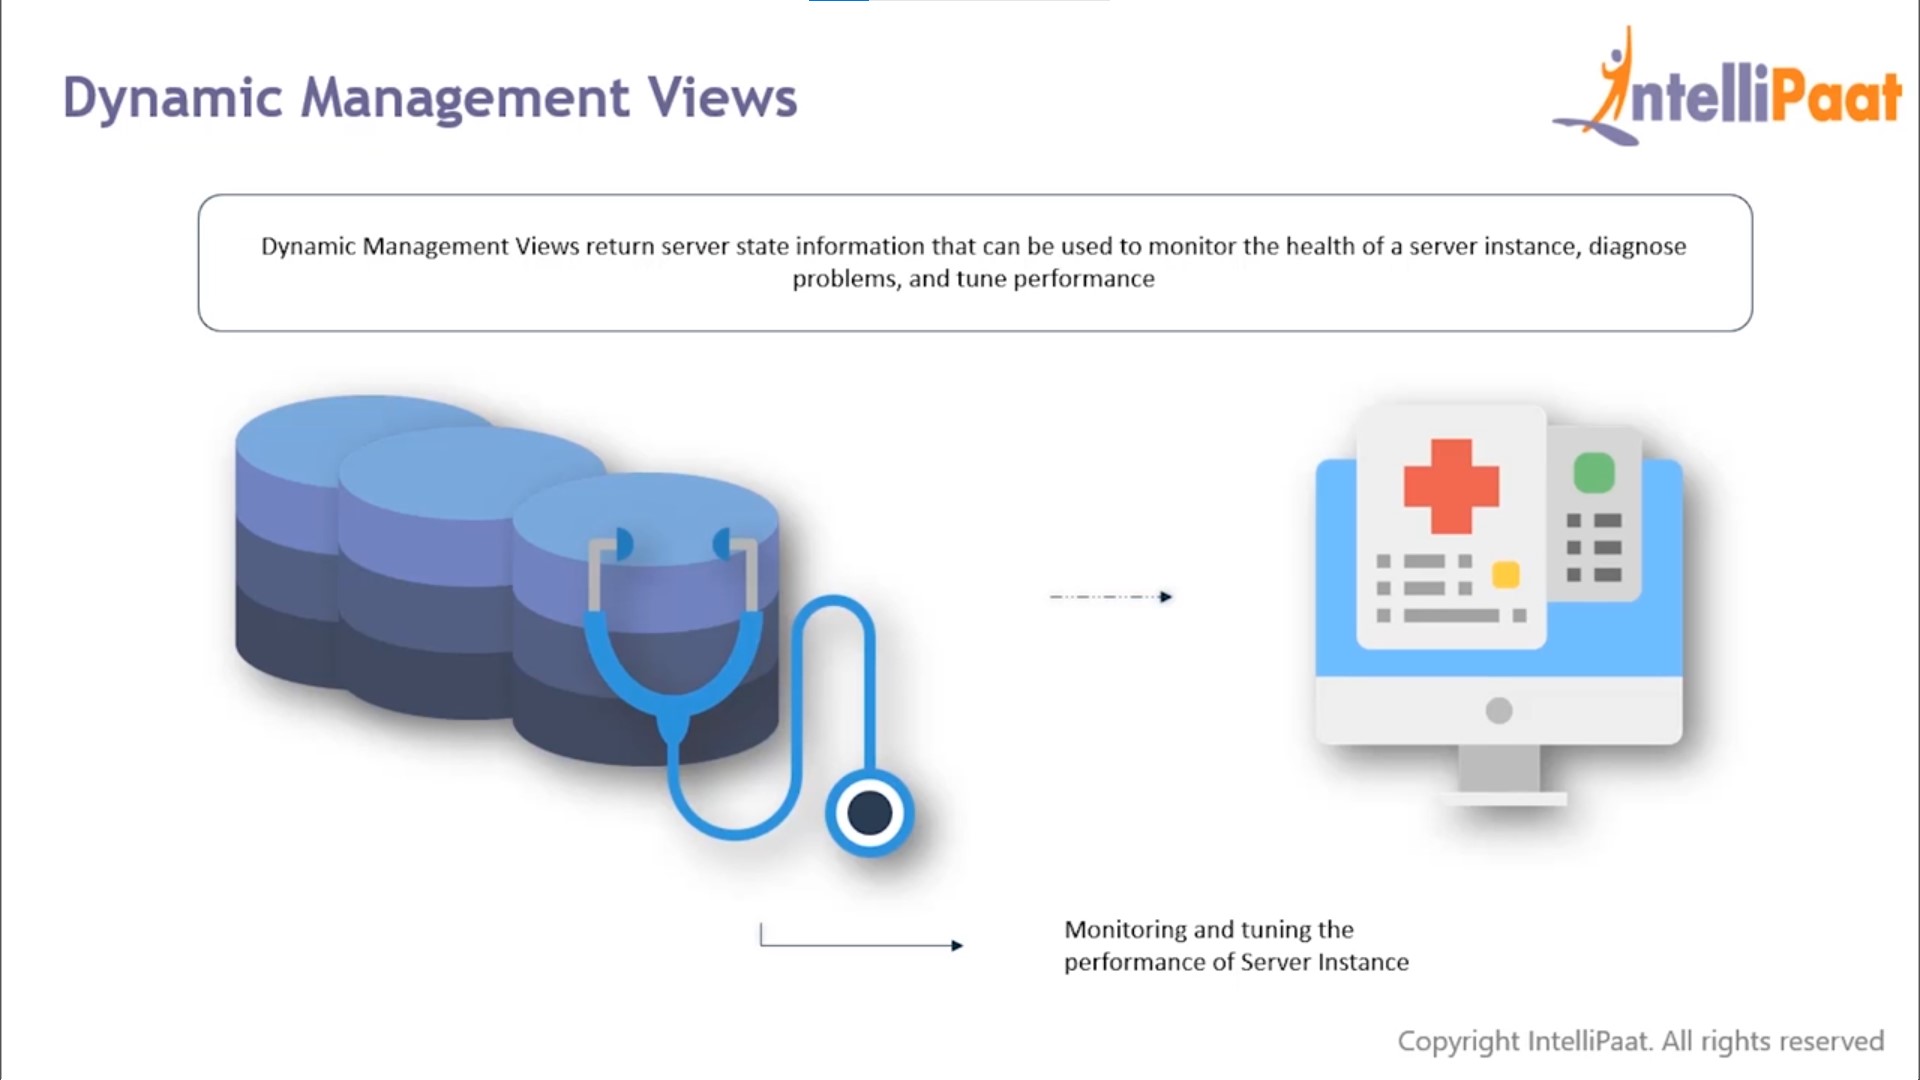 Dynamic Management Views
IntelliPaat
Dynamic Management Views return server state information that can be used to monitor the health of a server instance, diagnose
problems, and tune performance
Monitoring and tuning the
performance of Server Instance
Copyright IntelliPaat. All rights reserved